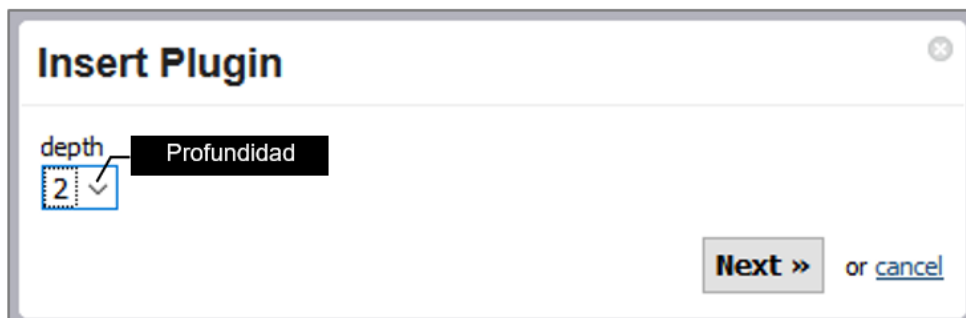 Insert Plugin
depth
Profundidad
2
Next »
or cancel